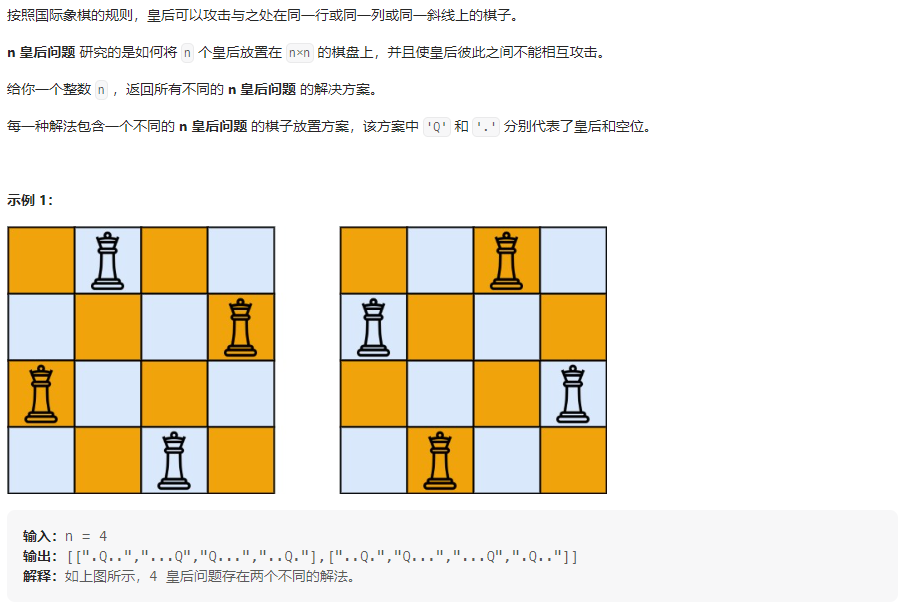 按照国际象棋的规则，皇后可以攻击与之处在同一行或同一列或同一斜线上的棋子。
n 皇后问题 研究的是如何将 n 个皇后放置在 n×n 的棋盘上，并且使皇后彼此之间不能相互攻击。
给你一个整数 n ，返回所有不同的 n 皇后问题 的解决方案。
每一种解法包含一个不同的 n 皇后问题 的棋子放置方案，该方案中 'Q' 和 '.' 分别代表了皇后和空位。
示例 1：
输入：n = 4
输出：[[".Q..","...Q","Q...","..Q."],["..Q.","Q...","...Q",".Q.."]]
解释：如上图所示，4 皇后问题存在两个不同的解法。